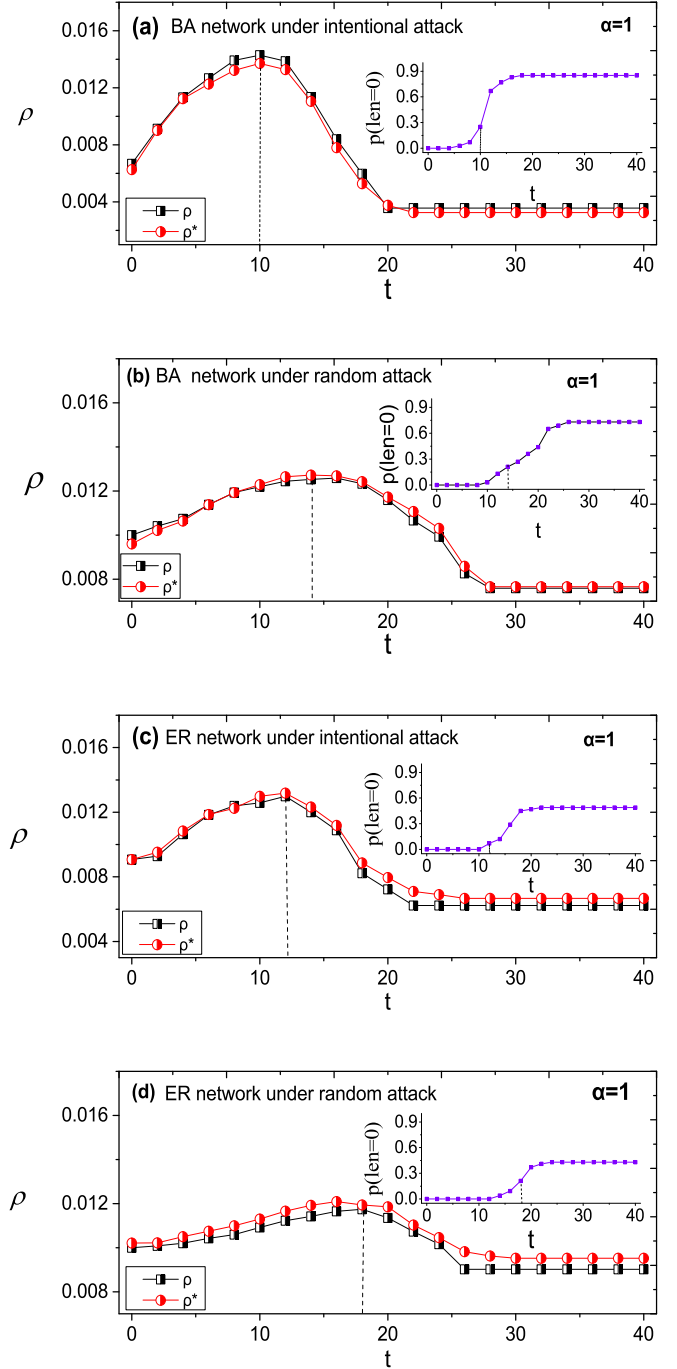 (a) BA network under intentional attack
α=1
0.016
0.012
0.008
0.004
ρ
0.9
0.6
0.3
0.0
p(len=0)
0 10 20 30 40
t
ρ
ρ*
0 10 20 30 40
t
(b) BA network under random attack
α=1
0.016
0.012
0.008
ρ
0.9
0.6
0.3
0.0
p(len=0)
0 10 20 30 40
t
ρ
ρ*
0 10 20 30 40
t
(c) ER network under intentional attack
α=1
0.016
0.012
0.008
0.004
ρ
0.9
0.6
0.3
0.0
p(len=0)
0 10 20 30 40
t
ρ
ρ*
0 10 20 30 40
t
(d) ER network under random attack
α=1
0.016
0.012
0.008
ρ
0.9
0.6
0.3
0.0
p(len=0)
0 10 20 30 40
t
ρ
ρ*
0 10 20 30 40
t